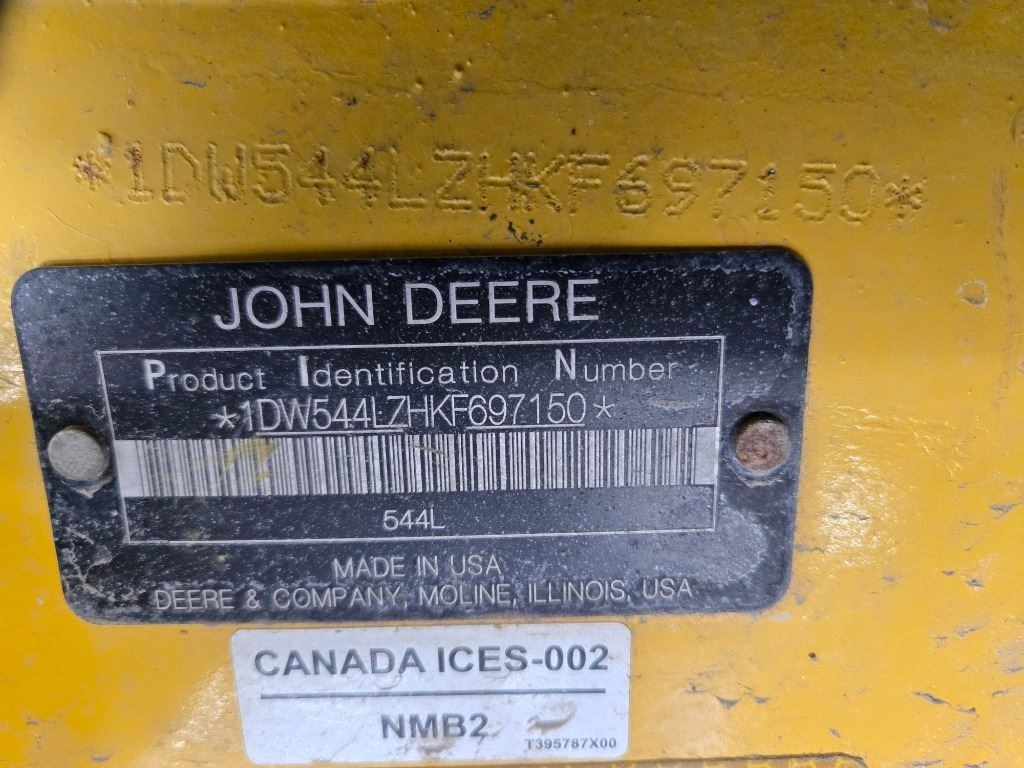 *1DW544LZHKF697150*
JOHN DEERE
Product Identification Number
*1DW544LZHKF697150*
544L
MADE IN USA
DEERE & COMPANY, MOLINE, ILLINOIS, USA
CANADA ICES-002
NMB2
T395787X00